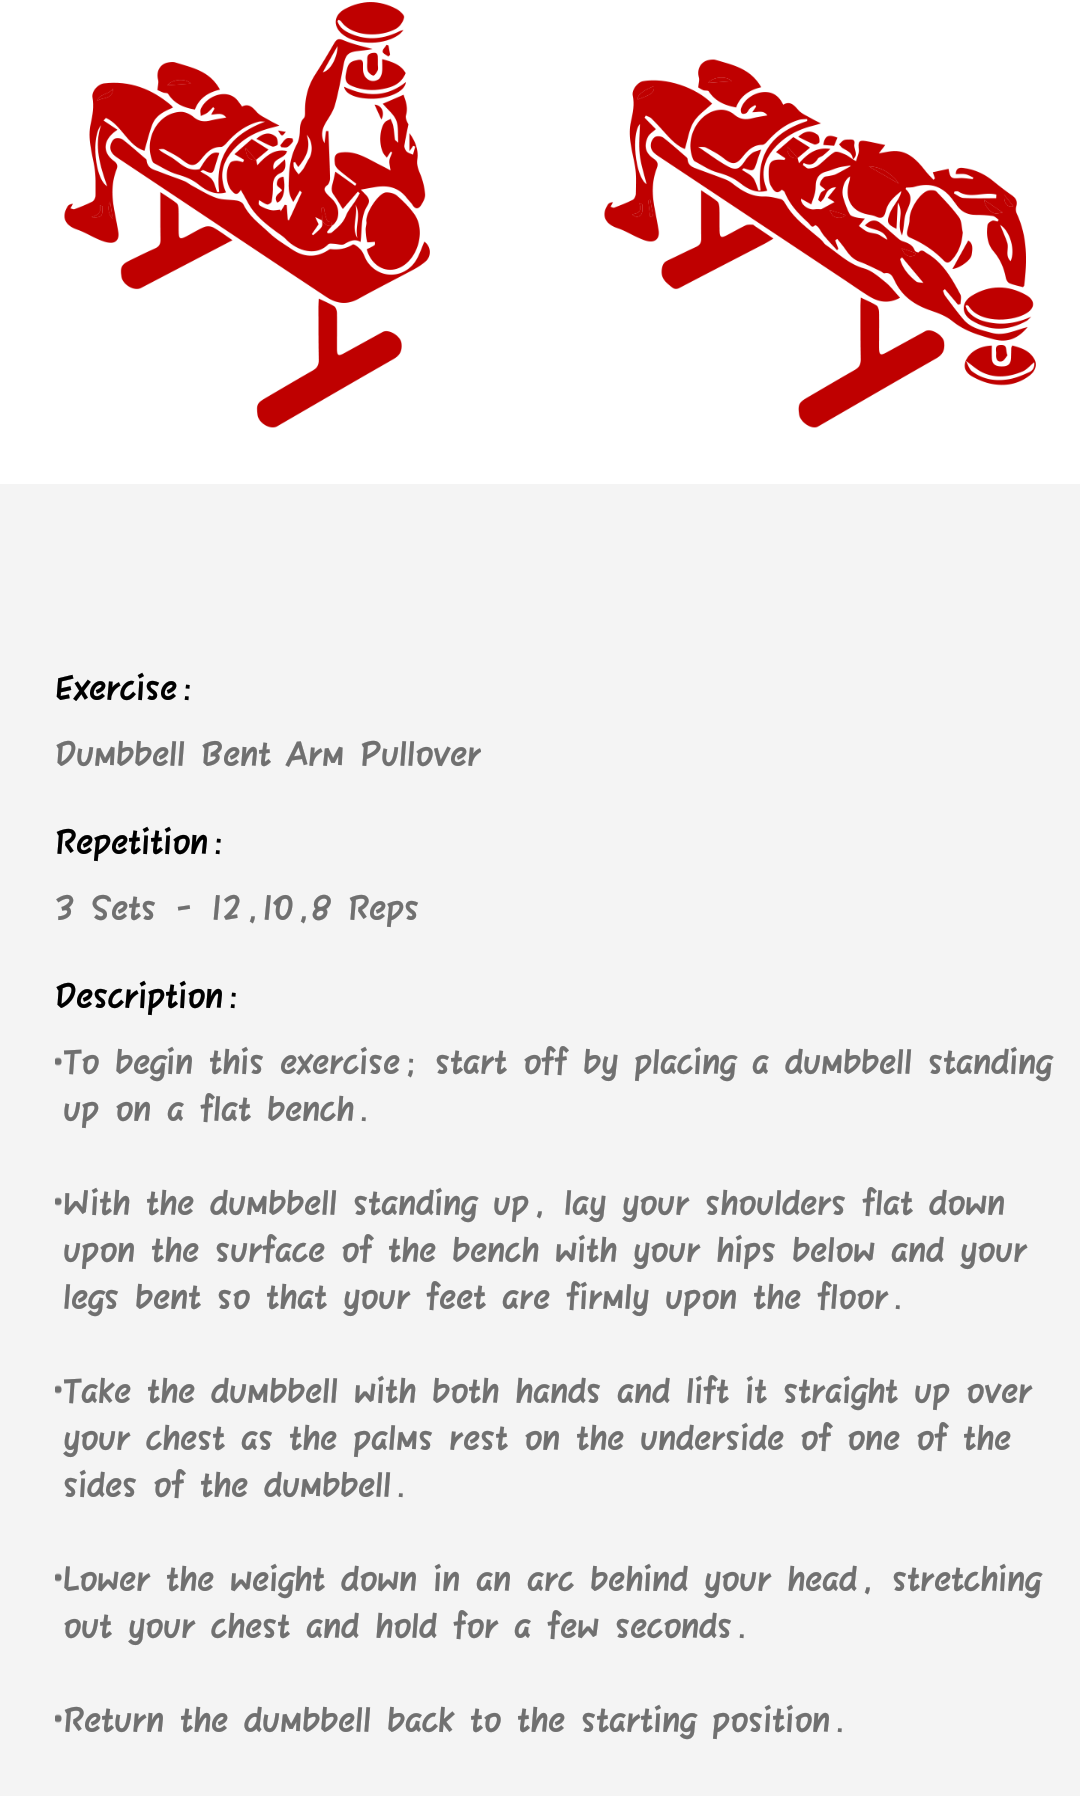 Exercise:
Dumbbell Bent Arm Pullover
Repetition:
3 Sets - 12,10,8 Reps
Description:
•To begin this exercise; start off by placing a dumbbell standing
up on a flat bench.
•With the dumbbell standing up, lay your shoulders flat down
upon the surface of the bench with your hips below and your
legs bent so that your feet are firmly upon the floor.
•Take the dumbbell with both hands and lift it straight up over
your chest as the palms rest on the underside of one of the
sides of the dumbbell.
•Lower the weight down in an arc behind your head, stretching
out your chest and hold for a few seconds.
•Return the dumbbell back to the starting position.